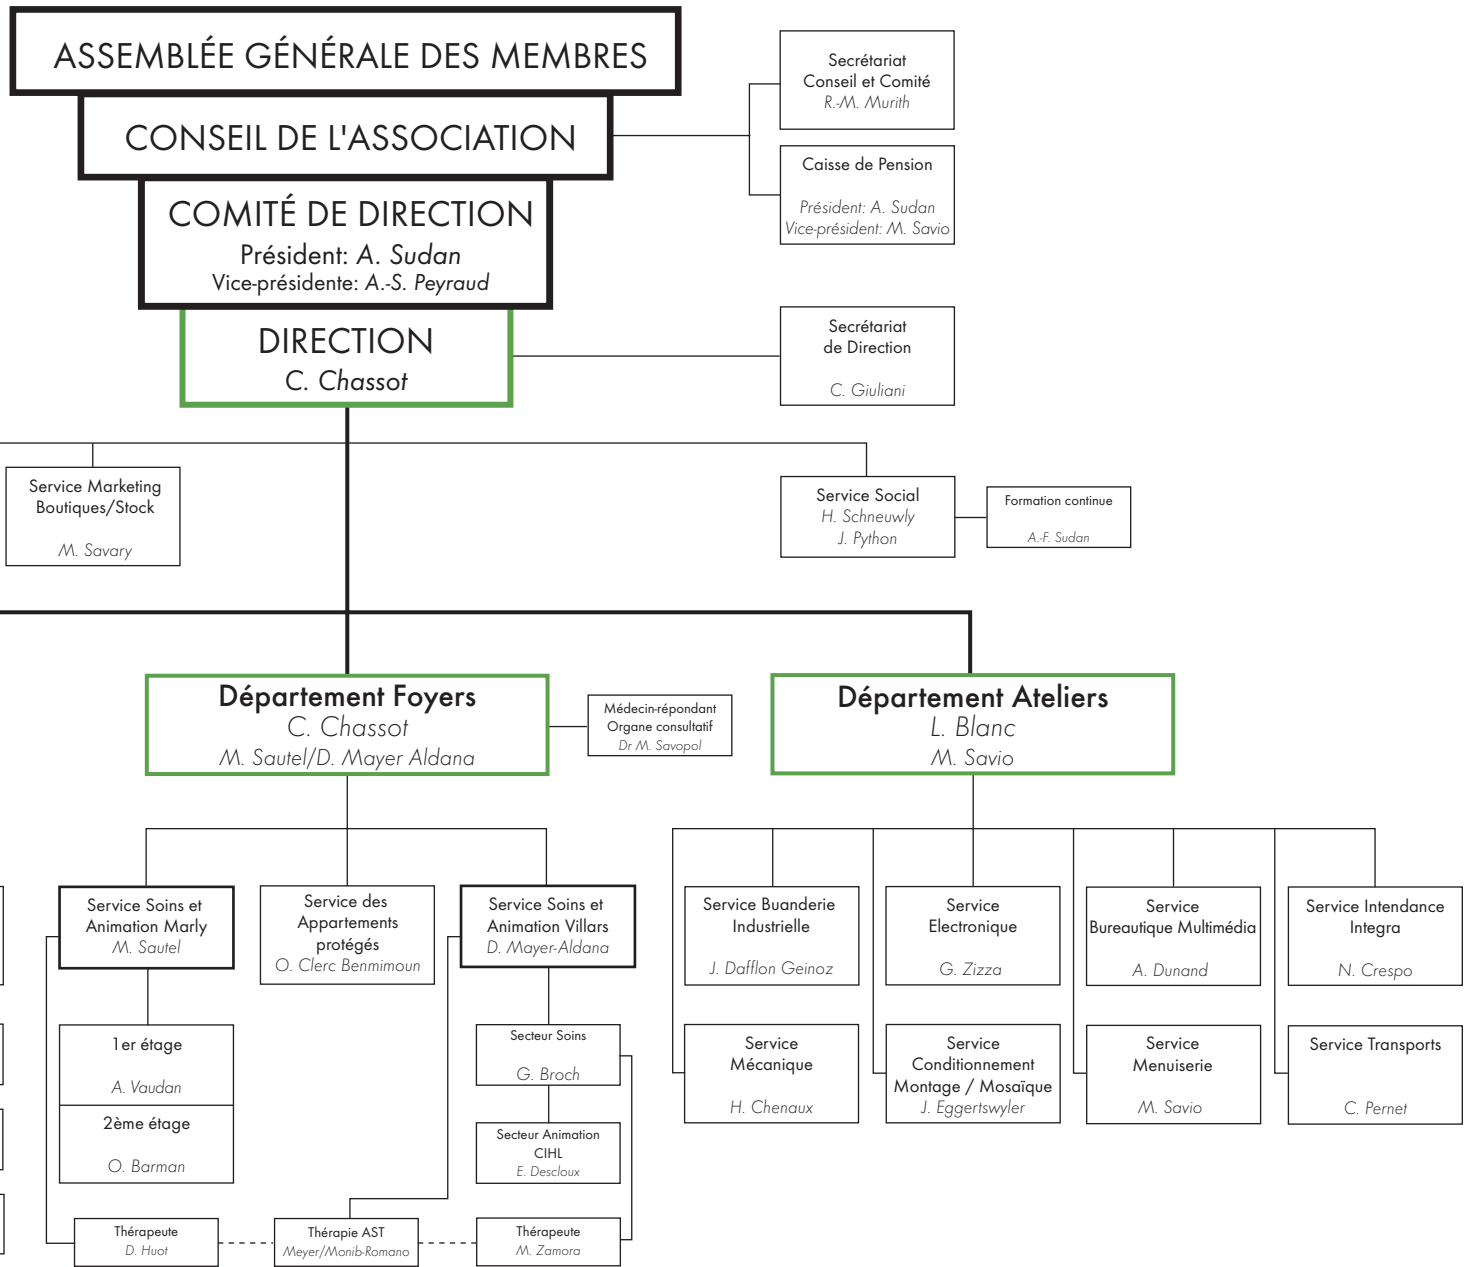 ASSEMBLÉE GÉNÉRALE DES MEMBRES
CONSEIL DE L'ASSOCIATION
COMITÉ DE DIRECTION
Président: A. Sudan
Vice-présidente: A.-S. Peyraud
DIRECTION
C. Chassot
Secrétariat
Conseil et Comité
R.-M. Murith
Caisse de Pension
Président: A. Sudan
Vice-président: M. Savio
Secrétariat
de Direction
C. Giuliani
Service Marketing
Boutiques/Stock
M. Savary
Service Social
H. Schneuwly
J. Python
Formation continue
A.-F. Sudan
Département Foyers
C. Chassot
M. Sautel/D. Mayer Aldana
Médecin-répondant
Organe consultatif
Dr M. Savopol
Département Ateliers
L. Blanc
M. Savio
Service Soins et
Animation Marly
M. Sautel
Service des
Appartements
protégés
O. Clerc Benmimoun
Service Soins et
Animation Villars
D. Mayer-Aldana
Service Buanderie
Industrielle
J. Dafflon Geinoz
Service
Electronique
G. Zizza
Service
Bureautique Multimédia
A. Dunand
Service Intendance
Integra
N. Crespo
1er étage
A. Vaudan
2ème étage
O. Barman
Secteur Soins
G. Broch
Secteur Animation
CIHL
E. Descloux
Service
Mécanique
H. Chenaux
Service
Conditionnement
Montage / Mosaïque
J. Eggertswyler
Service
Menuiserie
M. Savio
Service Transports
C. Pernet
Thérapeute
D. Huot
Thérapie AST
Meyer/Monib-Romano
Thérapeute
M. Zamora